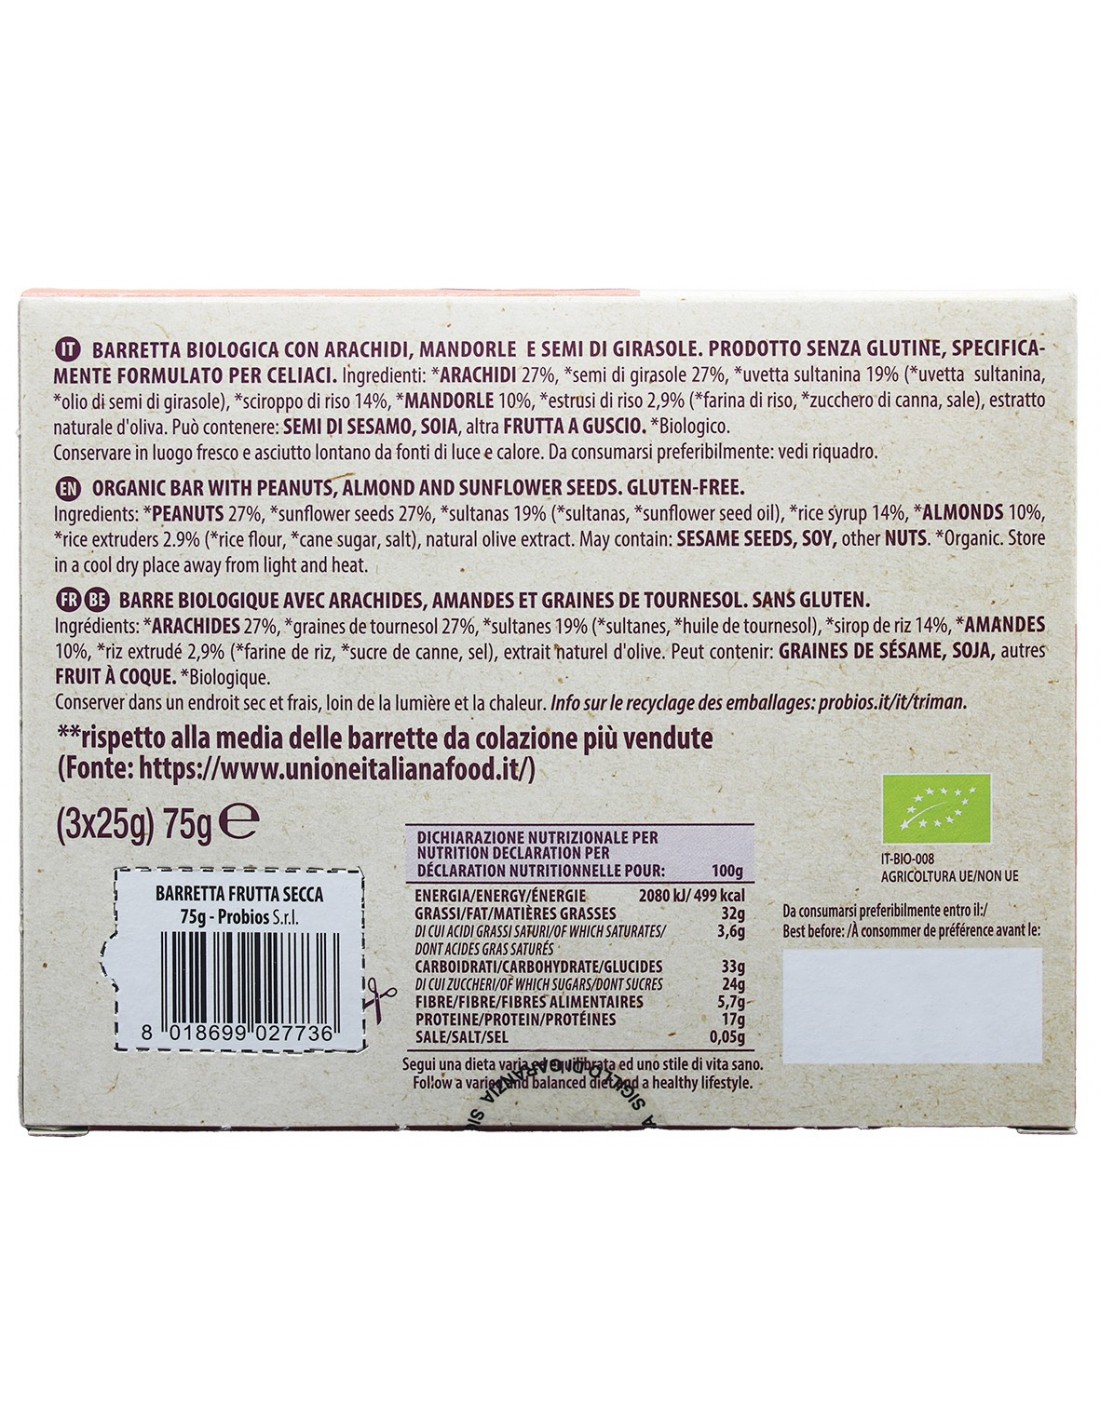 IT BARRETTA BIOLOGICA CON ARACHIDI, MANDORLE E SEMI DI GIRASOLE. PRODOTTO SENZA GLUTINE, SPECIFICA-
MENTE FORMULATO PER CELIACI. Ingredienti: *ARACHIDI 27%, *semi di girasole 27%, *uvetta sultanina 19% (*uvetta sultanina,
*olio di semi di girasole), *sciroppo di riso 14%, *MANDORLE 10%, *estrusi di riso 2,9% (*farina di riso, *zucchero di canna, sale), estratto
naturale d'oliva. Può contenere: SEMI DI SESAMO, SOIA, altra FRUTTA A GUSCIO. *Biologico.
Conservare in luogo fresco e asciutto lontano da fonti di luce e calore. Da consumarsi preferibilmente: vedi riquadro.
EN ORGANIC BAR WITH PEANUTS, ALMOND AND SUNFLOWER SEEDS. GLUTEN-FREE.
Ingredients: *PEANUTS 27%, *sunflower seeds 27%, *sultanas 19% (*sultanas, *sunflower seed oil), *rice syrup 14%, *ALMONDS 10%,
*rice extruders 2.9% (*rice flour, *cane sugar, salt), natural olive extract. May contain: SESAME SEEDS, SOY, other NUTS. *Organic. Store
in a cool dry place away from light and heat.
FR BE BARRE BIOLOGIQUE AVEC ARACHIDES, AMANDES ET GRAINES DE TOURNESOL. SANS GLUTEN.
Ingrédients: *ARACHIDES 27%, *graines de tournesol 27%, *sultanes 19% (*sultanes, *huile de tournesol), *sirop de riz 14%, *AMANDES
10%, *riz extrudé 2,9% (*farine de riz, *sucre de canne, sel), extrait naturel d'olive. Peut contenir: GRAINES DE SÉSAME, SOJA, autres
FRUIT À COQUE. *Biologique.
Conserver dans un endroit sec et frais, loin de la lumière et la chaleur. Info sur le recyclage des emballages: probios.it/it/triman.
**rispetto alla media delle barrette da colazione più vendute
(Fonte: https://www.unioneitalianafood.it/)
(3x25g) 75g e
BARRETTA FRUTTA SECCA
75g - Probios S.r.l.
8 018699 027736
DICHIARAZIONE NUTRIZIONALE PER
NUTRITION DECLARATION PER
DÉCLARATION NUTRITIONNELLE POUR: 100g
ENERGIA/ENERGY/ÉNERGIE 2080 kJ/ 499 kcal
GRASSI/FAT/MATIÈRES GRASSES 32g
DI CUI ACIDI GRASSI SATURI/OF WHICH SATURATES/ 3,6g
DONT ACIDES GRAS SATURÉS
CARBOIDRATI/CARBOHYDRATE/GLUCIDES 33g
DI CUI ZUCCHERI/OF WHICH SUGARS/DONT SUCRES 24g
FIBRE/FIBRE/FIBRES ALIMENTAIRES 5,7g
PROTEINE/PROTEIN/PROTÉINES 17g
SALE/SALT/SEL 0,05g
Segui una dieta varia ed equilibrata ed uno stile di vita sano.
Follow a varied and balanced diet and a healthy lifestyle.
SIGILLO DI GARANZIA SI
IT-BIO-008
AGRICOLTURA UE/NON UE
Da consumarsi preferibilmente entro il:/
Best before: /À consommer de préférence avant le: